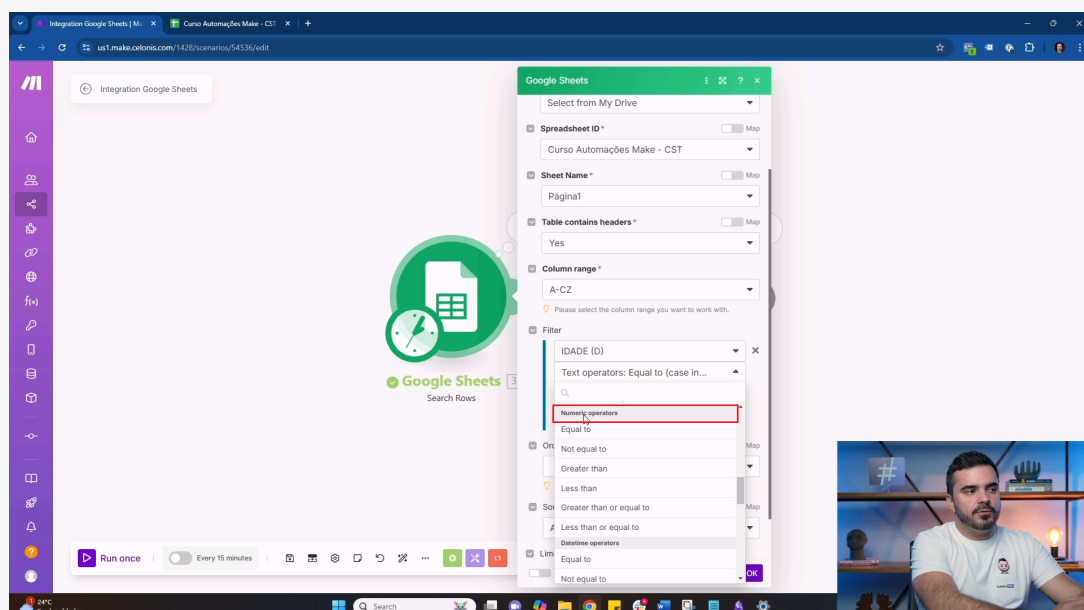 Integration Google Sheets | Ma
Curso Automações Make - CST
us1.make.celonis.com/1428/scenarios/54536/edit
Integration Google Sheets
Google Sheets
Select from My Drive
Spreadsheet ID *
Map
Curso Automações Make - CST
Sheet Name *
Map
Página1
Table contains headers *
Map
Yes
Column range *
A-CZ
Please select the column range you want to work with.
Filter
IDADE (D)
Text operators: Equal to (case in...
Numeric operators
Equal to
Not equal to
Greater than
Less than
Greater than or equal to
Less than or equal to
Datetime operators
Equal to
Not equal to
Map
Map
Lim
OK
Google Sheets
3
Search Rows
Run once
Every 15 minutes
24°C
Search